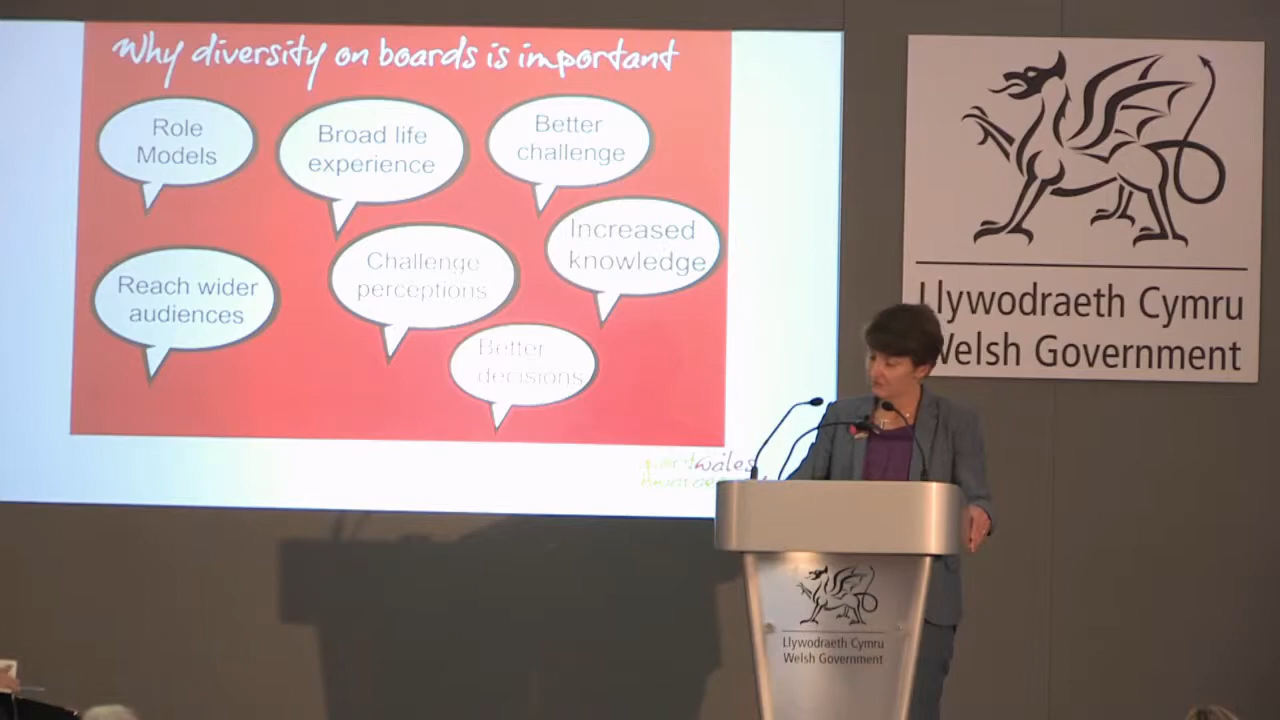 Why diversity on boards is important
Role
Models
Broad life
experience
Better
challenge
Increased
knowledge
Reach wider
audiences
Challenge
perceptions
Better
decisions
wales
Llywodraeth Cymru
Welsh Government
Llywodraeth Cymru
Welsh Government